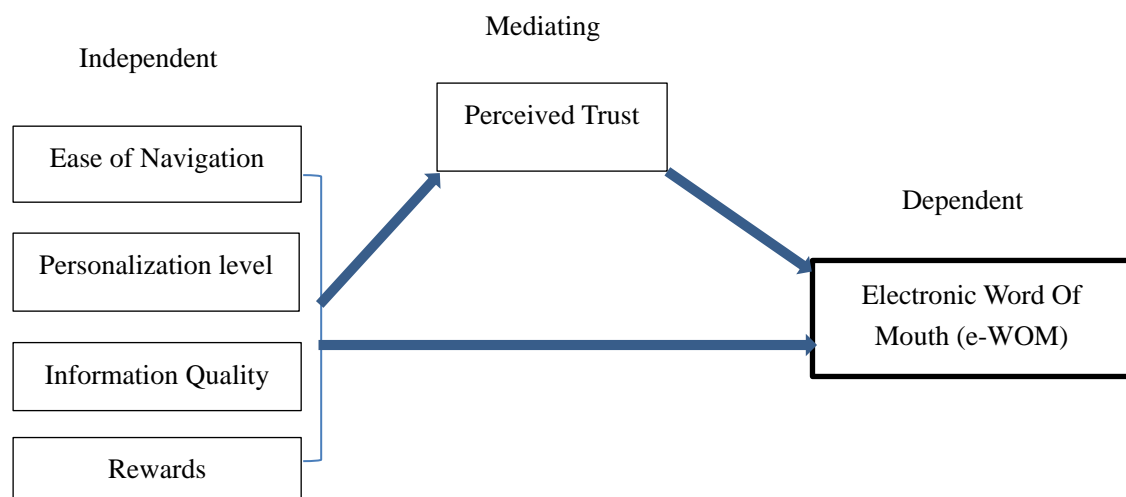 Mediating
Independent
Perceived Trust
Ease of Navigation
Dependent
Personalization level
Electronic Word Of
Mouth (e-WOM)
Information Quality
Rewards